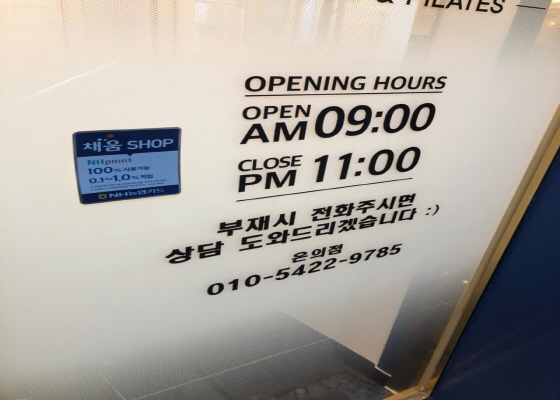 & PILATES
OPENING HOURS
OPEN
AM 09:00
CLOSE
PM 11:00
부재시 전화주시면
상담 도와드리겠습니다 :)
은의점
010-5422-9785
채움 SHOP
NHpoint
100% 사용가능
0.1~1.0% 적립
NH농협카드